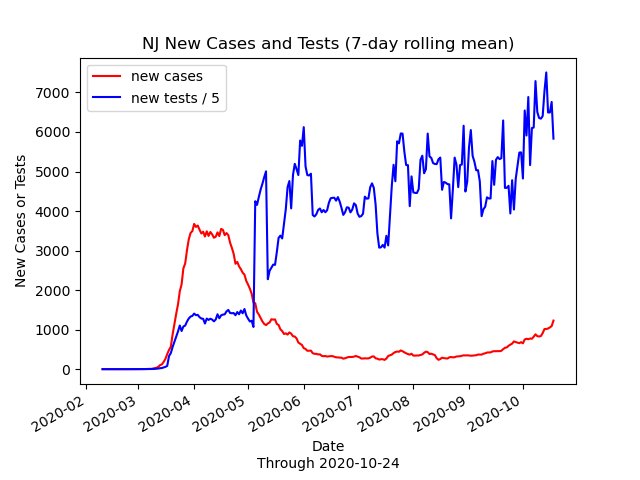 NJ New Cases and Tests (7-day rolling mean)
new cases
new tests / 5
New Cases or Tests
7000
6000
5000
4000
3000
2000
1000
0
2020-02
2020-03
2020-04
2020-05
2020-06
2020-07
2020-08
2020-09
2020-10
Date
Through 2020-10-24